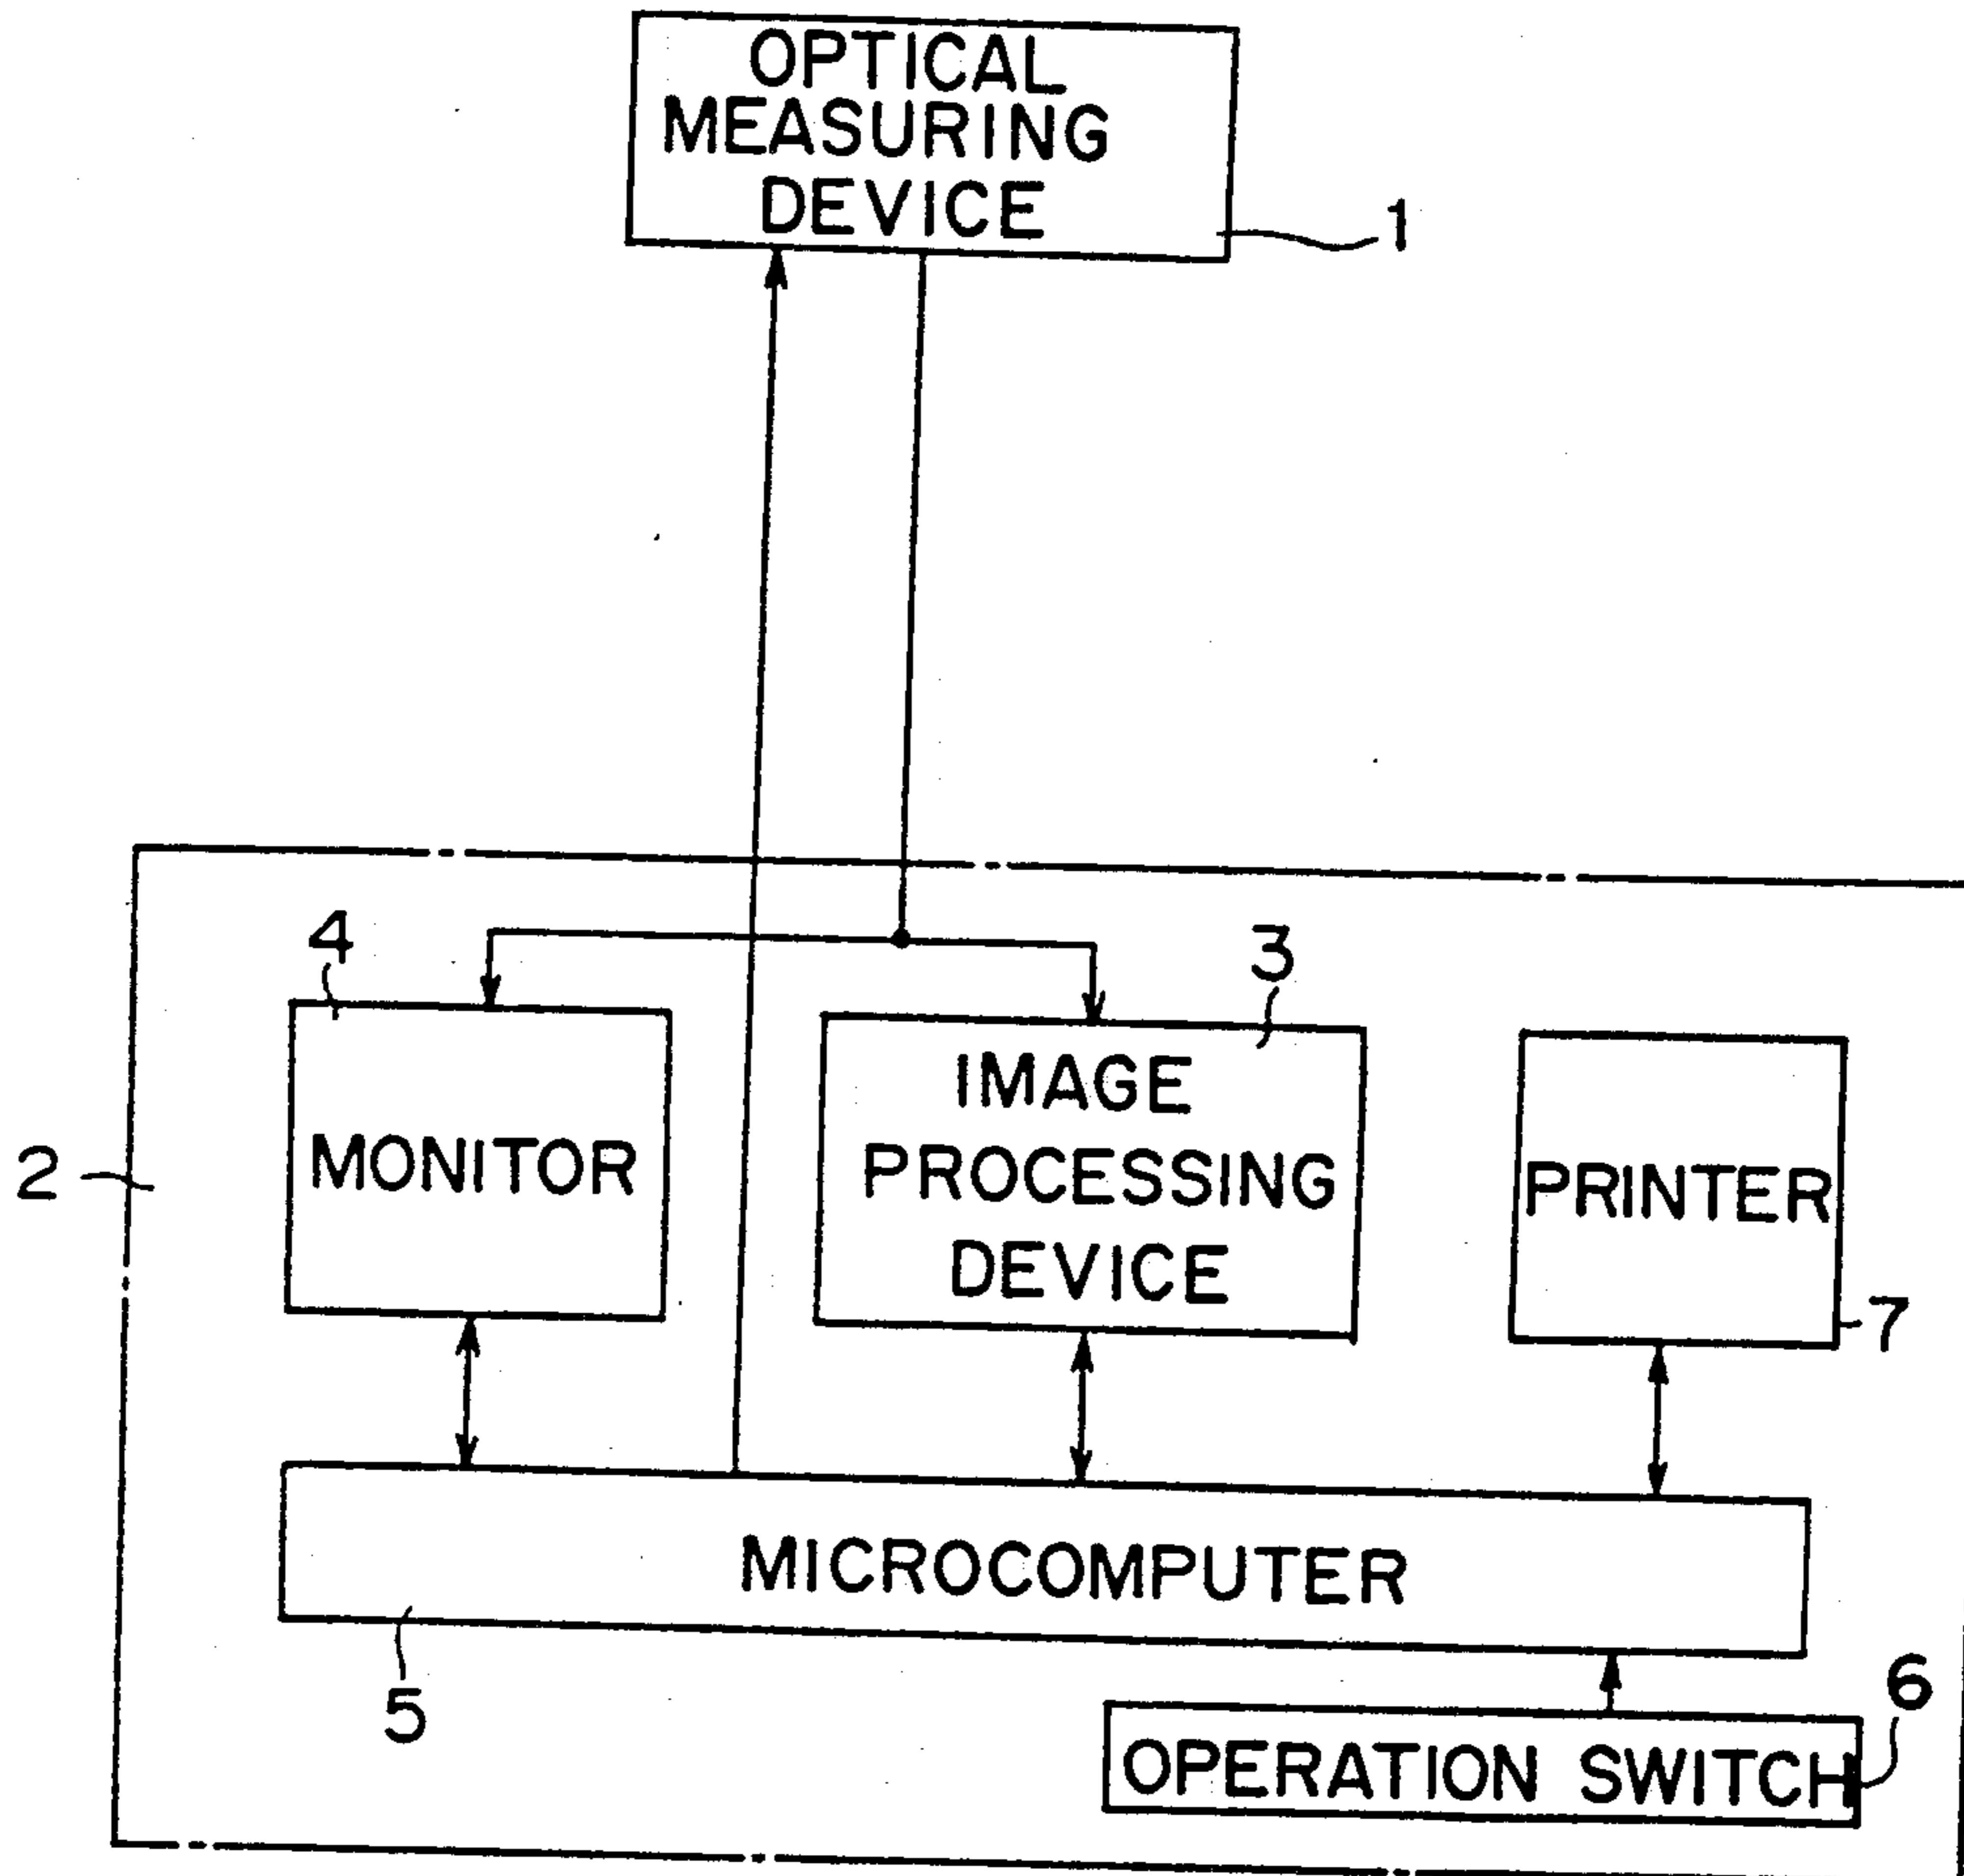 OPTICAL
MEASURING
DEVICE
1
4
3
IMAGE
2
MONITOR
PROCESSING
PRINTER
DEVICE
7
MICROCOMPUTER
5
6
OPERATION SWITCH